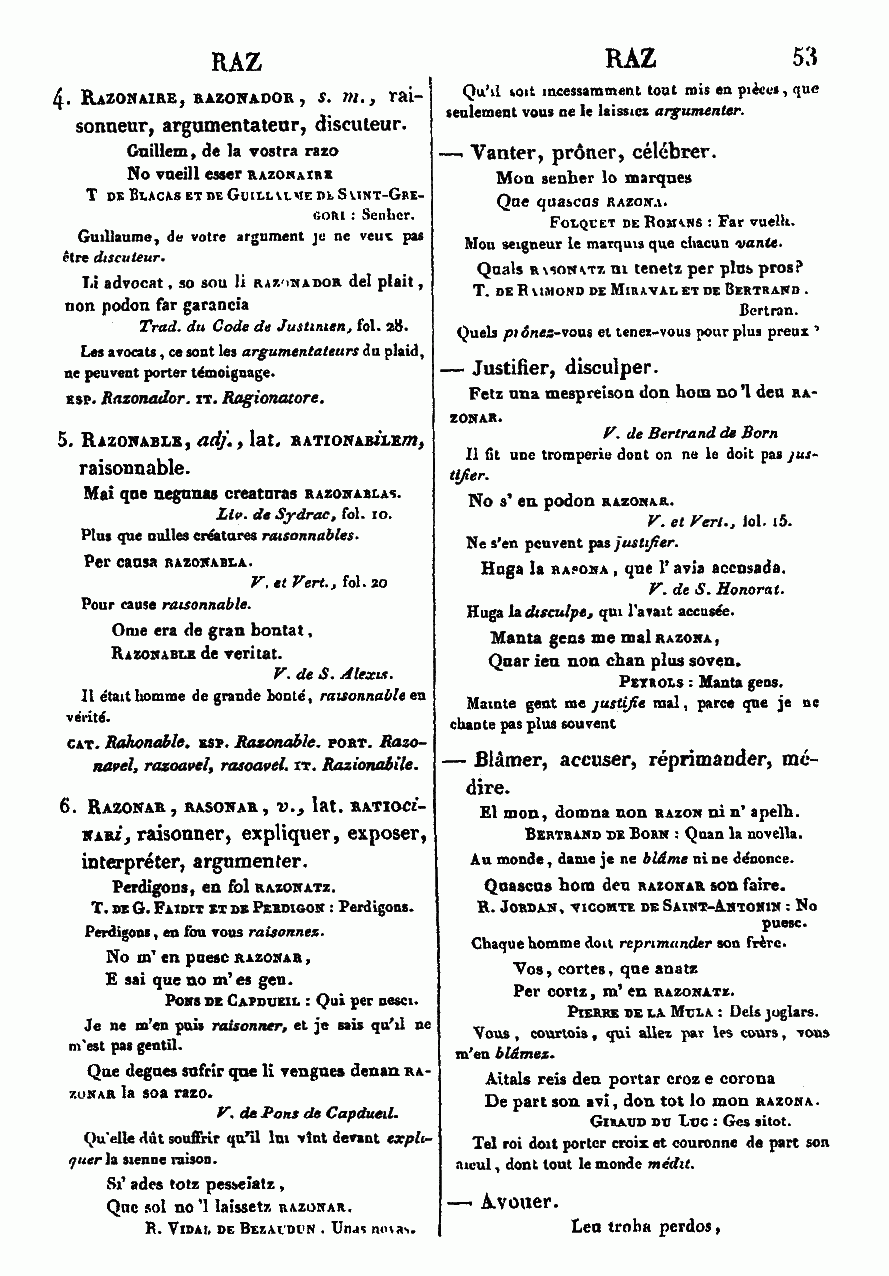 RAZ
4. RAZONAIRE, RAZONADOR, s. m., rai-
sonneur, argumentateur, discuteur.
Guillem, de la vostra razo
No vueill esser RAZONAIRE
T DE BLACAS ET DE GUILLALME DE SAINT-GRE-
GORI : Senher.
Guillaume, de votre argument je ne veux pas
être discuteur.
Li advocat, so sou li RAZONADOR del plait,
non podon far garancia
Trad. du Code de Justinien, fol. 28.
Les avocats, ce sont les argumentateurs du plaid,
ne peuvent porter témoignage.
ESP. Razonador. IT. Ragionatore.
5. RAZONABLE, adj., lat. RATIONABILEm,
raisonnable.
Mai que negunas creaturas RAZONABLAS.
Liv. de Sydrac, fol. 10.
Plus que nulles créatures raisonnables.
Per causa RAZONABLA.
V. et Vert., fol. 20
Pour cause raisonnable.
Ome era de gran bontat,
RAZONABLE de veritat.
V. de S. Alexis.
Il était homme de grande bonté, raisonnable en
vérité.
CAT. Rahonable. ESP. Razonable. PORT. Razo-
navel, razoavel, rasoavel. IT. Razionabile.
6. RAZONAR, RASONAR, v., lat. RATIOCi-
NARi, raisonner, expliquer, exposer,
interpréter, argumenter.
Perdigons, en fol RAZONATZ.
T. DE G. FAIDIT ET DE PERDIGON : Perdigons.
Perdigons, en fou vous raisonnez.
No m'en puesc RAZONAR,
E sai que no m'es gen.
PONS DE CAPDUEIL : Qui per nesci.
Je ne m'en puis raisonner, et je sais qu'il ne
m'est pas gentil.
Que degues sufrir que li vengues denan RA-
ZONAR la soa razo.
V. de Pons de Capdueil.
Qu'elle dût souffrir qu'il lui vînt devant expli-
quer la sienne raison.
Si' ades totz pesseiatz,
Que sol no'l laissetz RAZONAR.
R. VIDAL DE BEZAUDUN. Unas novas.
RAZ 53
Qu'il soit incessamment tout mis en pièces, que
seulement vous ne le laissiez argumenter.
— Vanter, prôner, célébrer.
Mon senher lo marques
Que quascus RAZONA.
FOLQUET DE ROMANS : Far vuelh.
Mon seigneur le marquis que chacun vante.
Quals RASONATZ ni tenetz per plus pros?
T. DE RAIMOND DE MIRAVAL ET DE BERTRAND.
Bertran.
Quels prônez-vous et tenez-vous pour plus preux?
— Justifier, disculper.
Fetz una mespreison don hom no'l deu RA-
ZONAR.
V. de Bertrand de Born
Il fit une tromperie dont on ne le doit pas jus-
tifier.
No s'en podon RAZONAR.
V. et Vert., fol. 15.
Ne s'en peuvent pas justifier.
Huga la RASONA, que l'avia accusada.
V. de S. Honorat.
Huga la disculpe, qui l'avait accusée.
Manta gens me mal RAZONA,
Quar ieu non chan plus soven.
PEYROLS : Manta gens.
Mainte gent me justifie mal, parce que je ne
chante pas plus souvent
— Blâmer, accuser, réprimander, mé-
dire.
El mon, domna non RAZON ni n'apelh.
BERTRAND DE BORN : Quan la novella.
Au monde, dame je ne blâme ni ne dénonce.
Quascus hom deu RAZONAR son faire.
R. JORDAN, VICOMTE DE SAINT-ANTONIN : No
puesc.
Chaque homme doit reprimander son frère.
Vos, cortes, que anatz
Per cortz, m'en RAZONATZ.
PIERRE DE LA MULA : Dels juglars.
Vous, courtois, qui allez par les cours, vous
m'en blâmez.
Aitals reis deu portar croz e corona
De part son avi, don tot lo mon RAZONA.
GIRAUD DU LUC : Ges sitot.
Tel roi doit porter croix et couronne de part son
aïeul, dont tout le monde médit.
— Avouer.
Leu troba perdos,